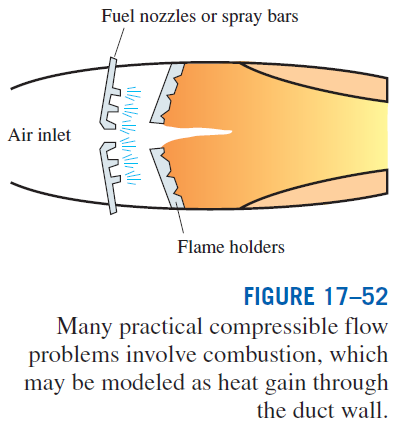 Fuel nozzles or spray bars
Air inlet
Flame holders
FIGURE 17–52
Many practical compressible flow
problems involve combustion, which
may be modeled as heat gain through
the duct wall.